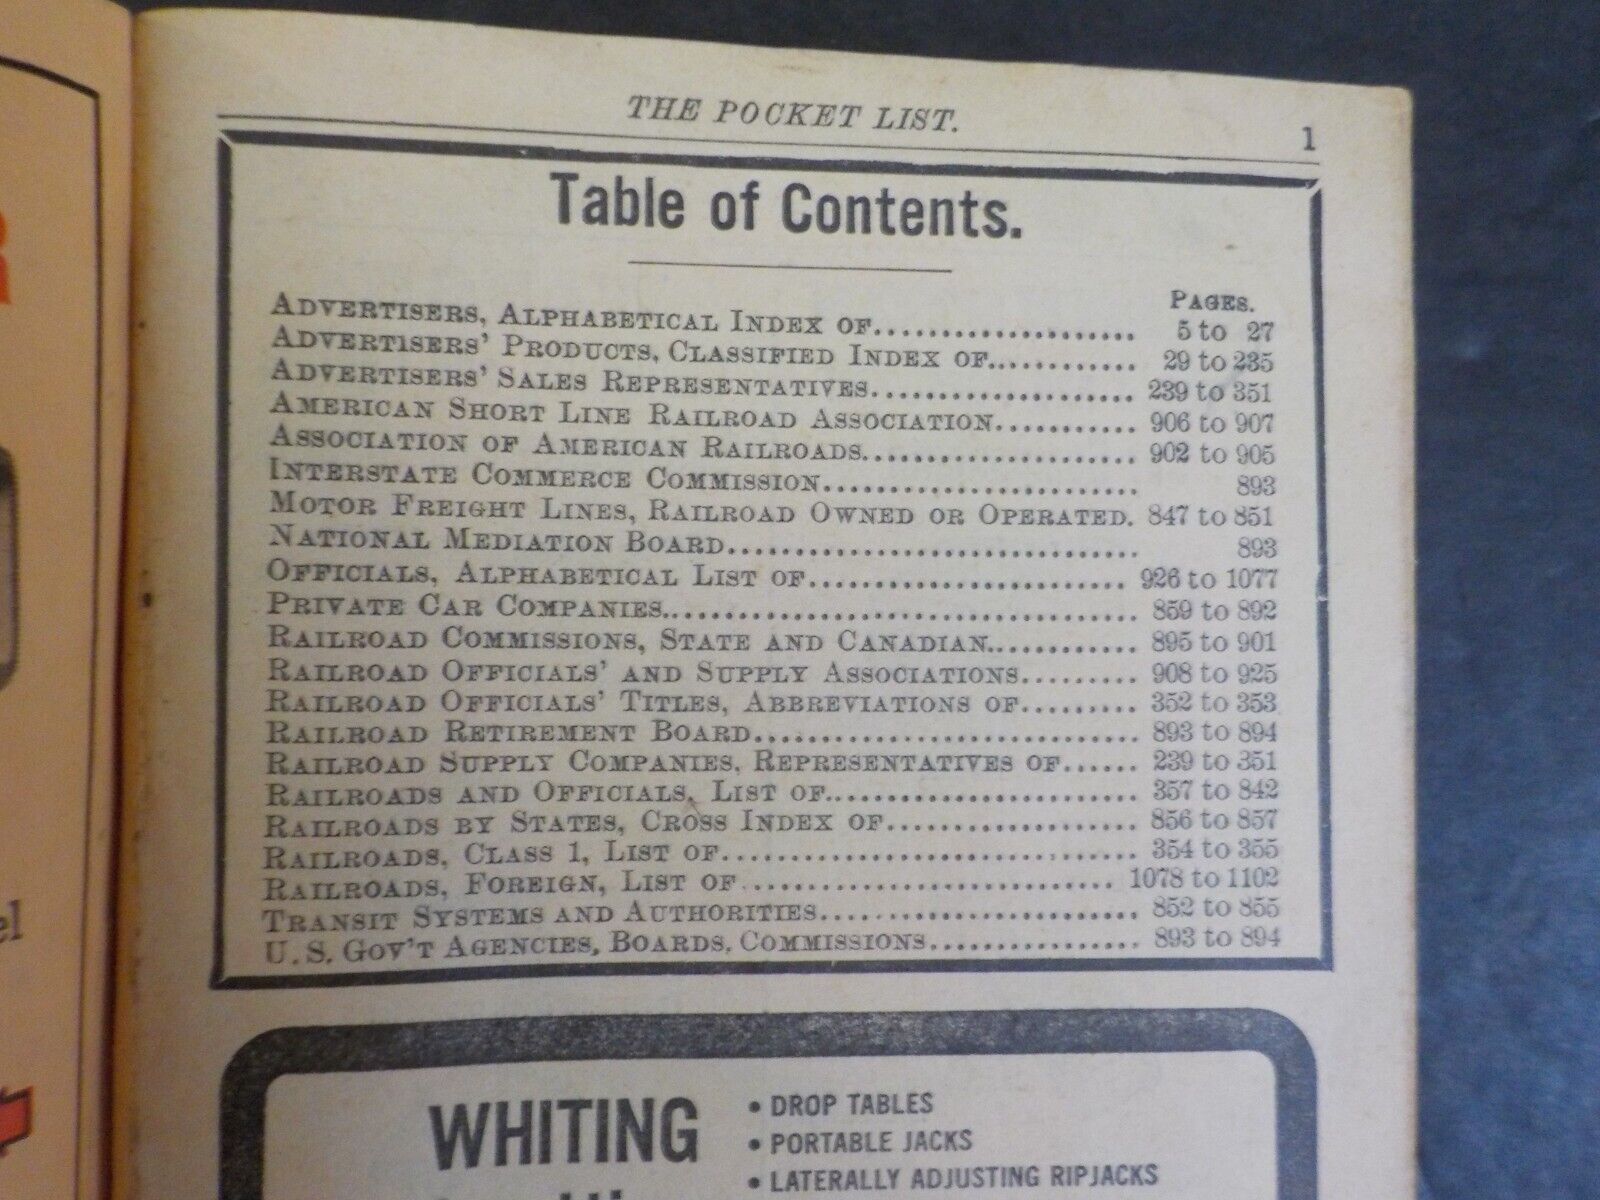 THE POCKET LIST.
1
Table of Contents.
PAGES.
ADVERTISERS, ALPHABETICAL INDEX OF.................... 5 to 27
ADVERTISERS' PRODUCTS, CLASSIFIED INDEX OF........... 29 to 235
ADVERTISERS' SALES REPRESENTATIVES.................... 239 to 351
AMERICAN SHORT LINE RAILROAD ASSOCIATION........... 906 to 907
ASSOCIATION OF AMERICAN RAILROADS..................... 902 to 905
INTERSTATE COMMERCE COMMISSION........................ 893
MOTOR FREIGHT LINES, RAILROAD OWNED OR OPERATED. 847 to 851
NATIONAL MEDIATION BOARD............................... 893
OFFICIALS, ALPHABETICAL LIST OF........................ 926 to 1077
PRIVATE CAR COMPANIES.................................... 859 to 892
RAILROAD COMMISSIONS, STATE AND CANADIAN............ 895 to 901
RAILROAD OFFICIALS' AND SUPPLY ASSOCIATIONS......... 908 to 925
RAILROAD OFFICIALS' TITLES, ABBREVIATIONS OF......... 352 to 353
RAILROAD RETIREMENT BOARD............................. 893 to 894
RAILROAD SUPPLY COMPANIES, REPRESENTATIVES OF...... 239 to 351
RAILROADS AND OFFICIALS, LIST OF........................ 357 to 842
RAILROADS BY STATES, CROSS INDEX OF................... 856 to 857
RAILROADS, CLASS 1, LIST OF............................... 354 to 355
RAILROADS, FOREIGN, LIST OF............................ 1078 to 1102
TRANSIT SYSTEMS AND AUTHORITIES........................ 852 to 855
U. S. GOV'T AGENCIES, BOARDS, COMMISSIONS................ 893 to 894
WHITING
• DROP TABLES
• PORTABLE JACKS
• LATERALLY ADJUSTING RIPJACKS